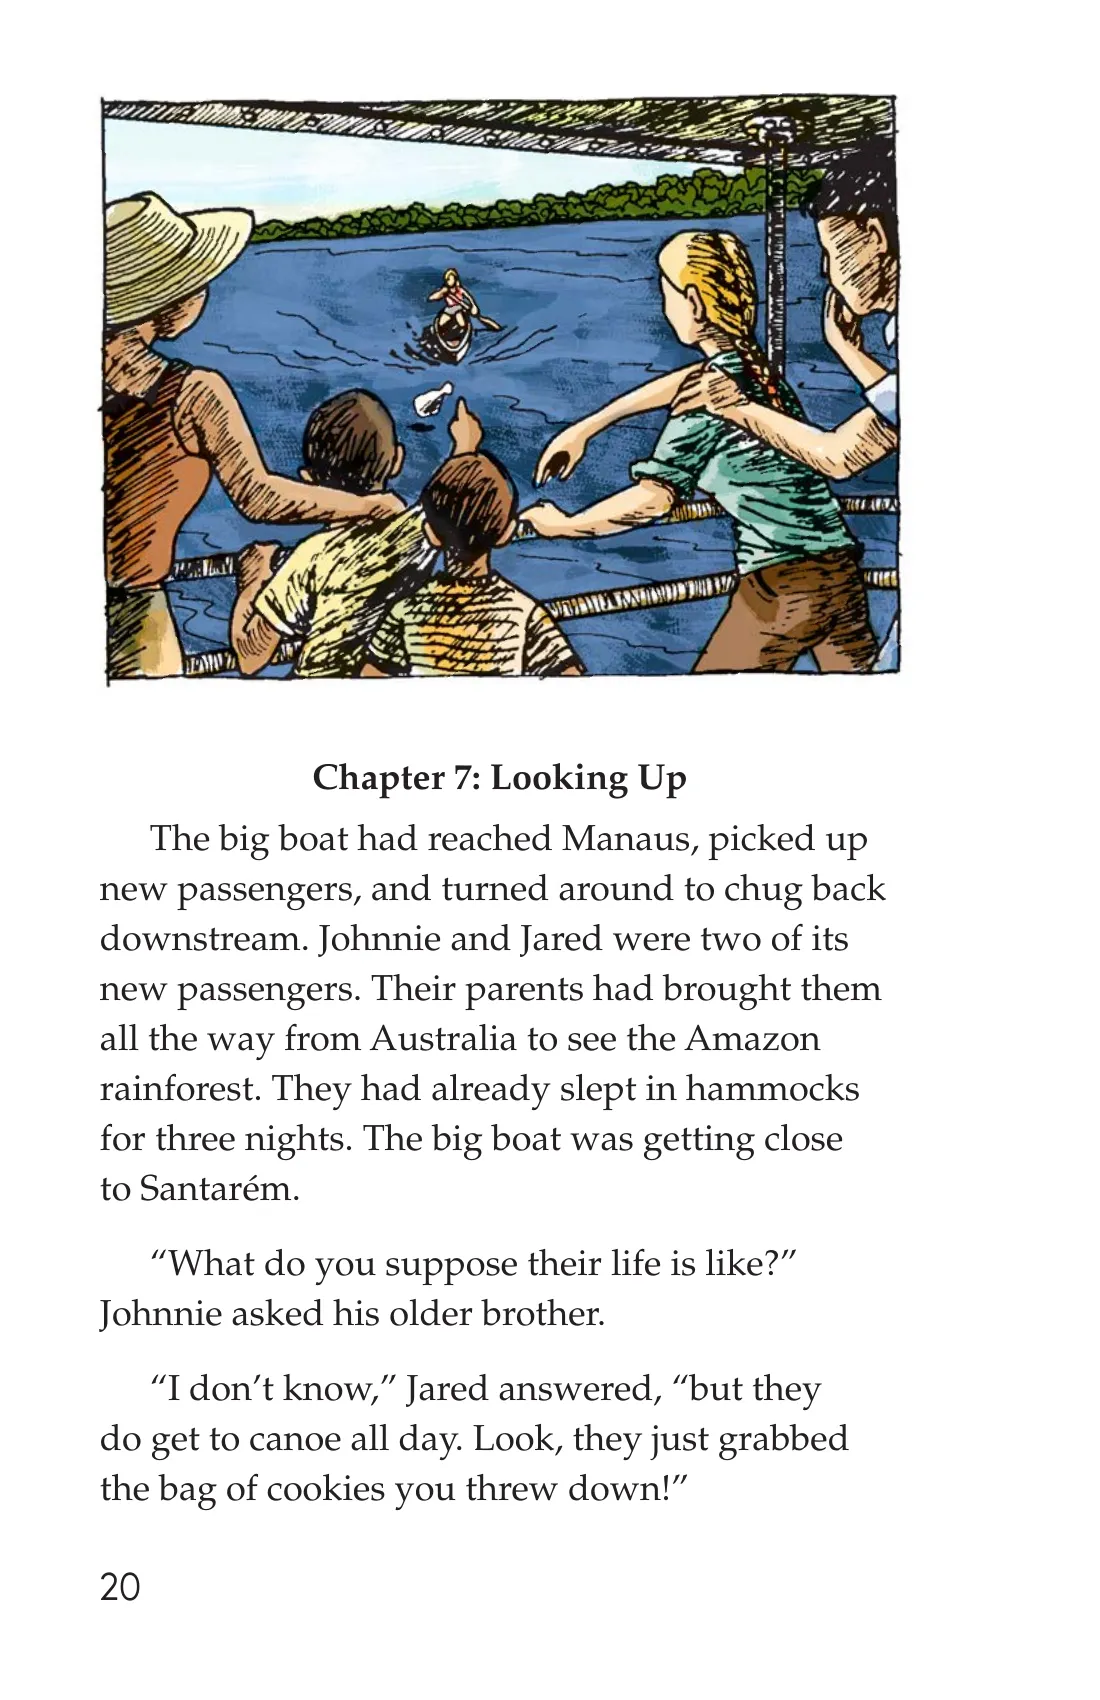 Chapter 7: Looking Up
The big boat had reached Manaus, picked up
new passengers, and turned around to chug back
downstream. Johnnie and Jared were two of its
new passengers. Their parents had brought them
all the way from Australia to see the Amazon
rainforest. They had already slept in hammocks
for three nights. The big boat was getting close
to Santarém.
“What do you suppose their life is like?”
Johnnie asked his older brother.
“I don’t know,” Jared answered, “but they
do get to canoe all day. Look, they just grabbed
the bag of cookies you threw down!”
20